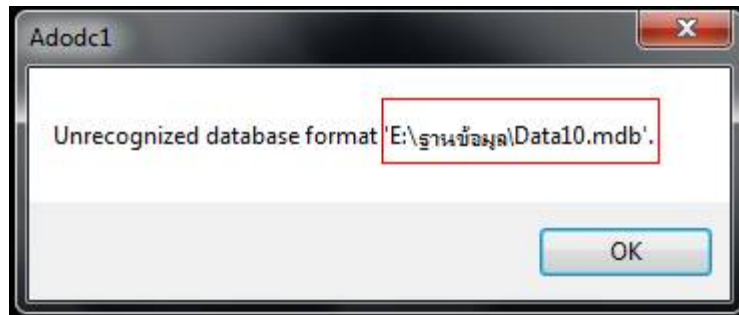 Adodc1
Unrecognized database format 'E:\ฐานข้อมูล\Data10.mdb'.
OK